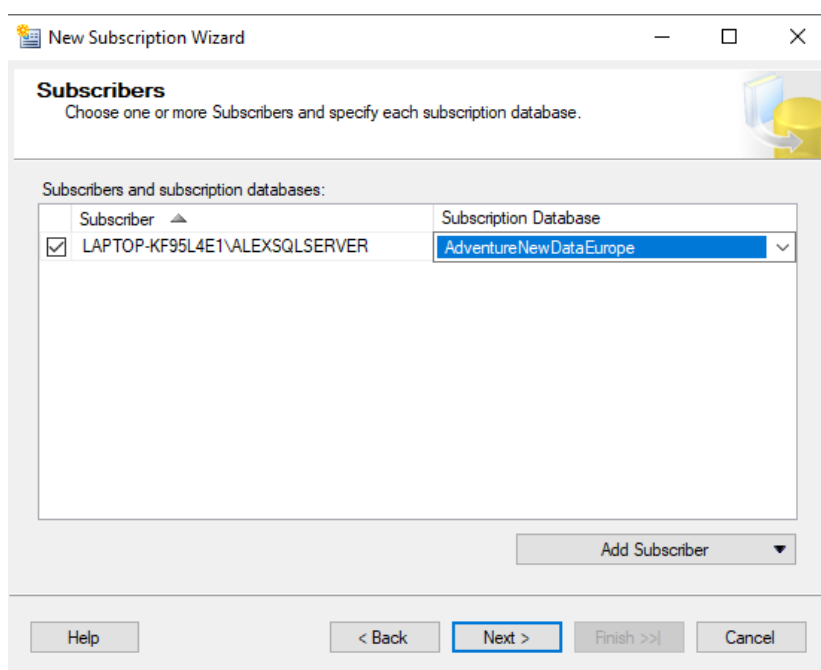 New Subscription Wizard
Subscribers
Choose one or more Subscribers and specify each subscription database.
Subscribers and subscription databases:
Subscriber Subscription Database
LAPTOP-KF95L4E1\ALEXSQLSERVER AdventureNewDataEurope
Add Subscriber
Help < Back Next > Finish >>| Cancel